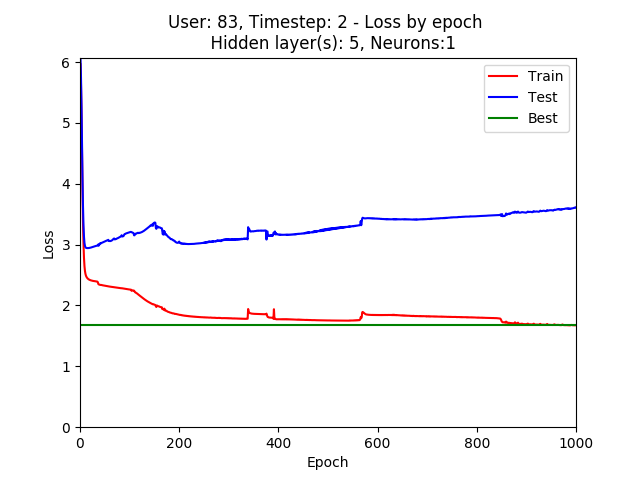 User: 83, Timestep: 2 - Loss by epoch
Hidden layer(s): 5, Neurons:1
Train
Test
Best
6
5
4
3
2
1
0
Loss
0
200
400
600
800
1000
Epoch